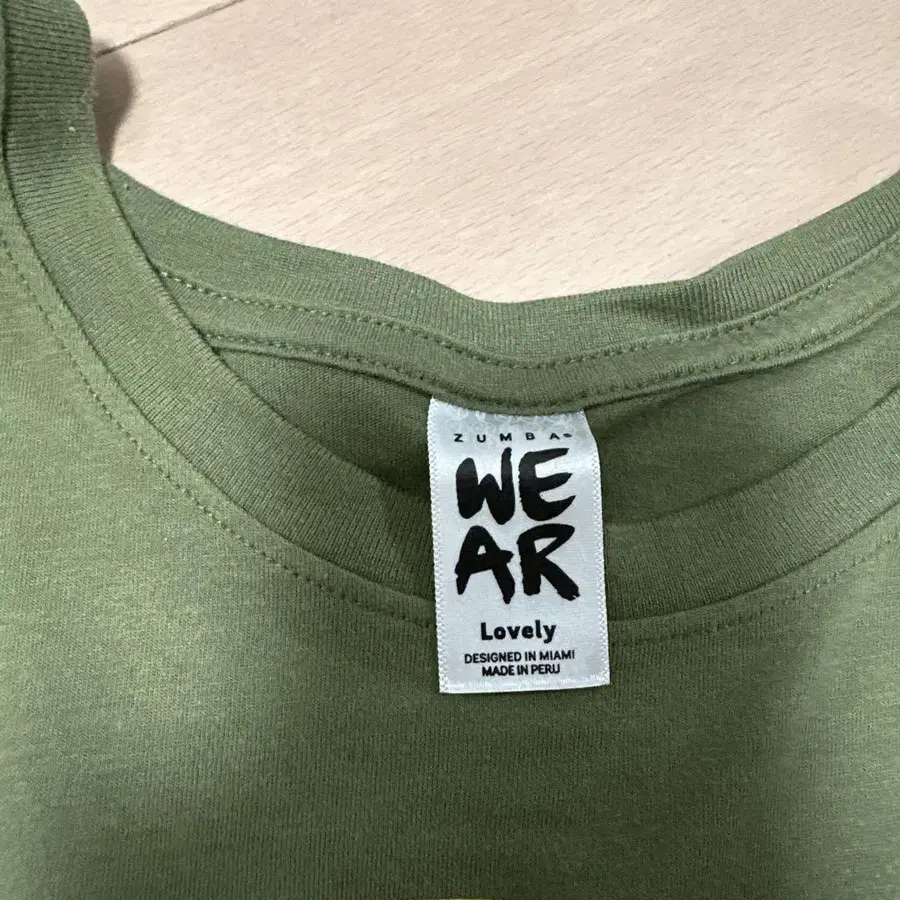 ZUMBA®
WE
AR
Lovely
DESIGNED IN MIAMI
MADE IN PERU